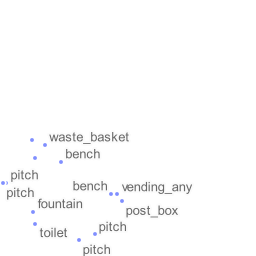 waste_basket
bench
pitch
bench
vending_any
pitch
fountain
post_box
pitch
toilet
pitch